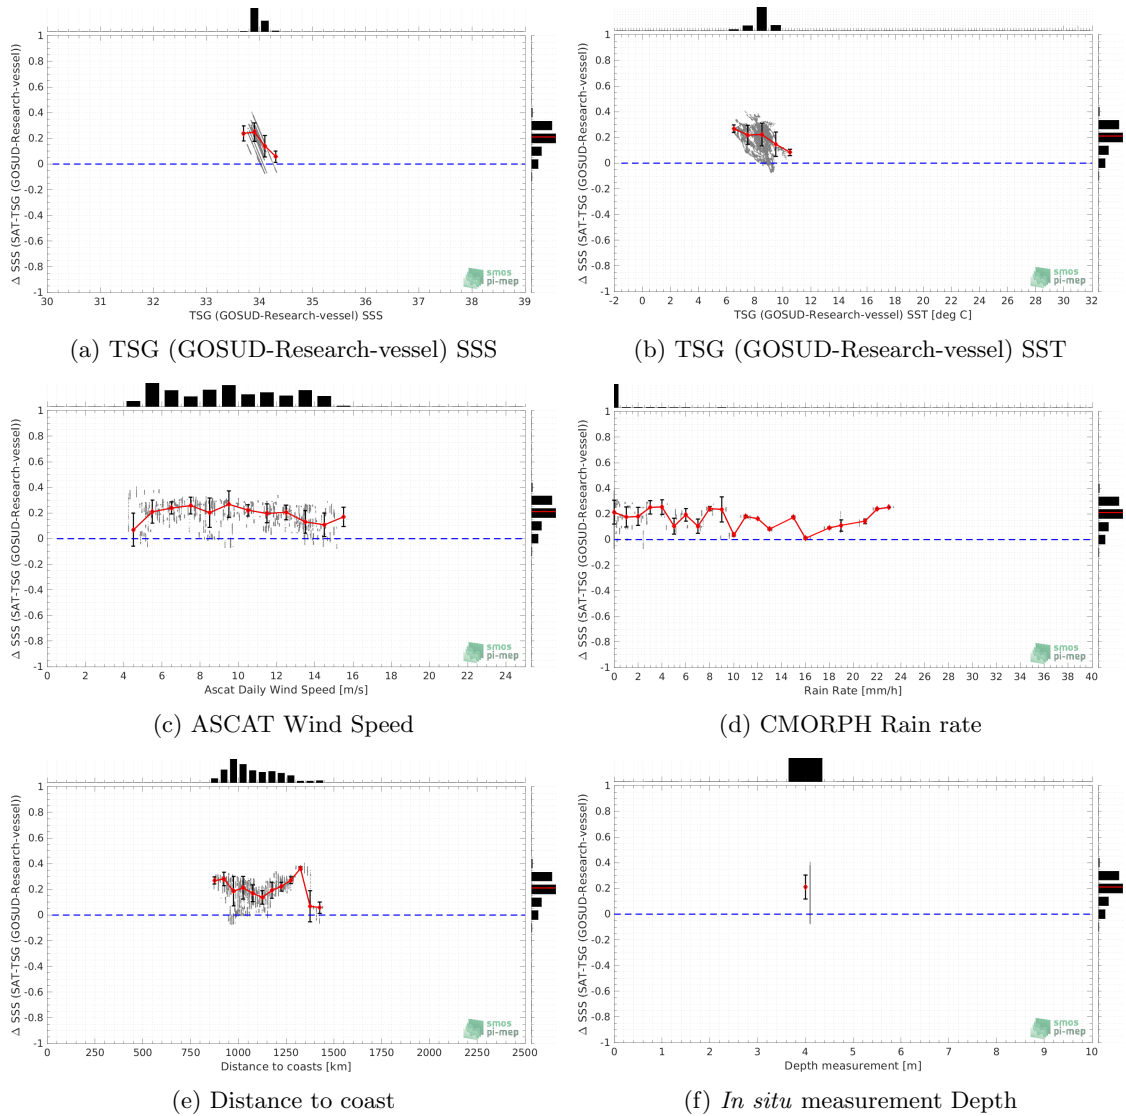 Δ SSS (SAT-TSG (GOSUD-Research-vessel))
1
0.8
0.6
0.4
0.2
0
-0.2
-0.4
-0.6
-0.8
-1
30 31 32 33 34 35 36 37 38 39
TSG (GOSUD-Research-vessel) SSS
smos
pi-mep
(a) TSG (GOSUD-Research-vessel) SSS
Δ SSS (SAT-TSG (GOSUD-Research-vessel))
1
0.8
0.6
0.4
0.2
0
-0.2
-0.4
-0.6
-0.8
-1
-2 0 2 4 6 8 10 12 14 16 18 20 22 24 26 28 30 32
TSG (GOSUD-Research-vessel) SST [deg C]
smos
pi-mep
(b) TSG (GOSUD-Research-vessel) SST
Δ SSS (SAT-TSG (GOSUD-Research-vessel))
1
0.8
0.6
0.4
0.2
0
-0.2
-0.4
-0.6
-0.8
-1
0 2 4 6 8 10 12 14 16 18 20 22 24
Ascat Daily Wind Speed [m/s]
smos
pi-mep
(c) ASCAT Wind Speed
Δ SSS (SAT-TSG (GOSUD-Research-vessel))
1
0.8
0.6
0.4
0.2
0
-0.2
-0.4
-0.6
-0.8
-1
0 2 4 6 8 10 12 14 16 18 20 22 24 26 28 30 32 34 36 38 40
Rain Rate [mm/h]
smos
pi-mep
(d) CMORPH Rain rate
Δ SSS (SAT-TSG (GOSUD-Research-vessel))
1
0.8
0.6
0.4
0.2
0
-0.2
-0.4
-0.6
-0.8
-1
0 250 500 750 1000 1250 1500 1750 2000 2250 2500
Distance to coasts [km]
smos
pi-mep
(e) Distance to coast
Δ SSS (SAT-TSG (GOSUD-Research-vessel))
1
0.8
0.6
0.4
0.2
0
-0.2
-0.4
-0.6
-0.8
-1
0 1 2 3 4 5 6 7 8 9 10
Depth measurement [m]
smos
pi-mep
(f) In situ measurement Depth